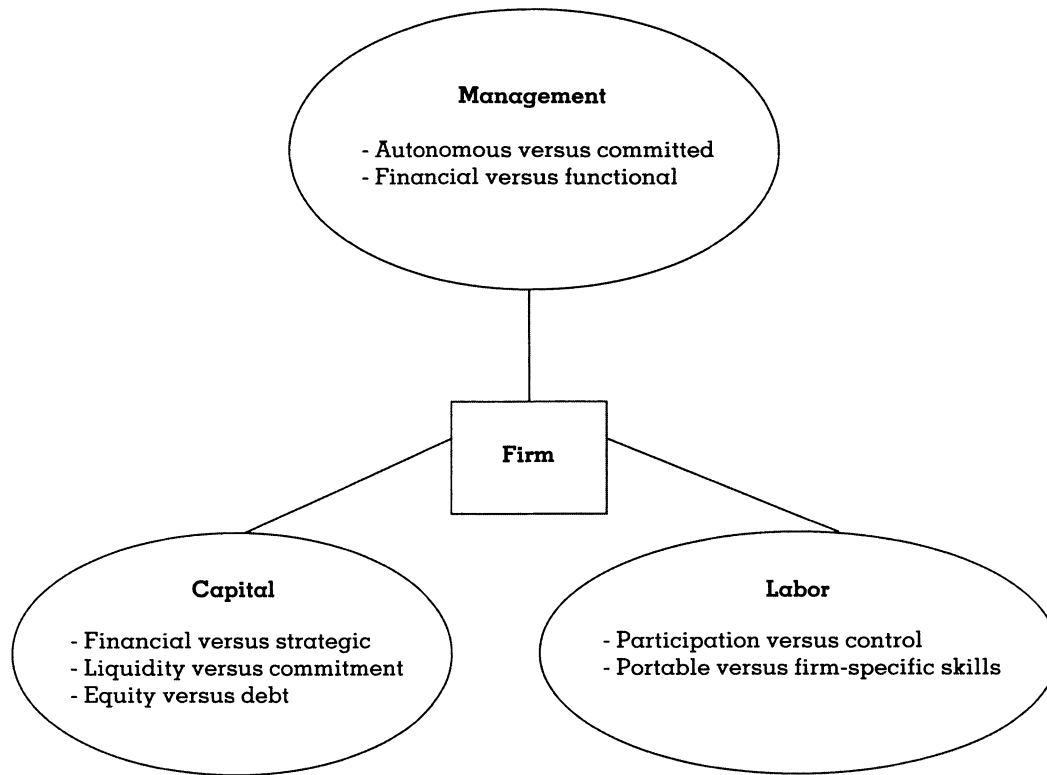 Management
- Autonomous versus committed
- Financial versus functional
Firm
Capital
- Financial versus strategic
- Liquidity versus commitment
- Equity versus debt
Labor
- Participation versus control
- Portable versus firm-specific skills